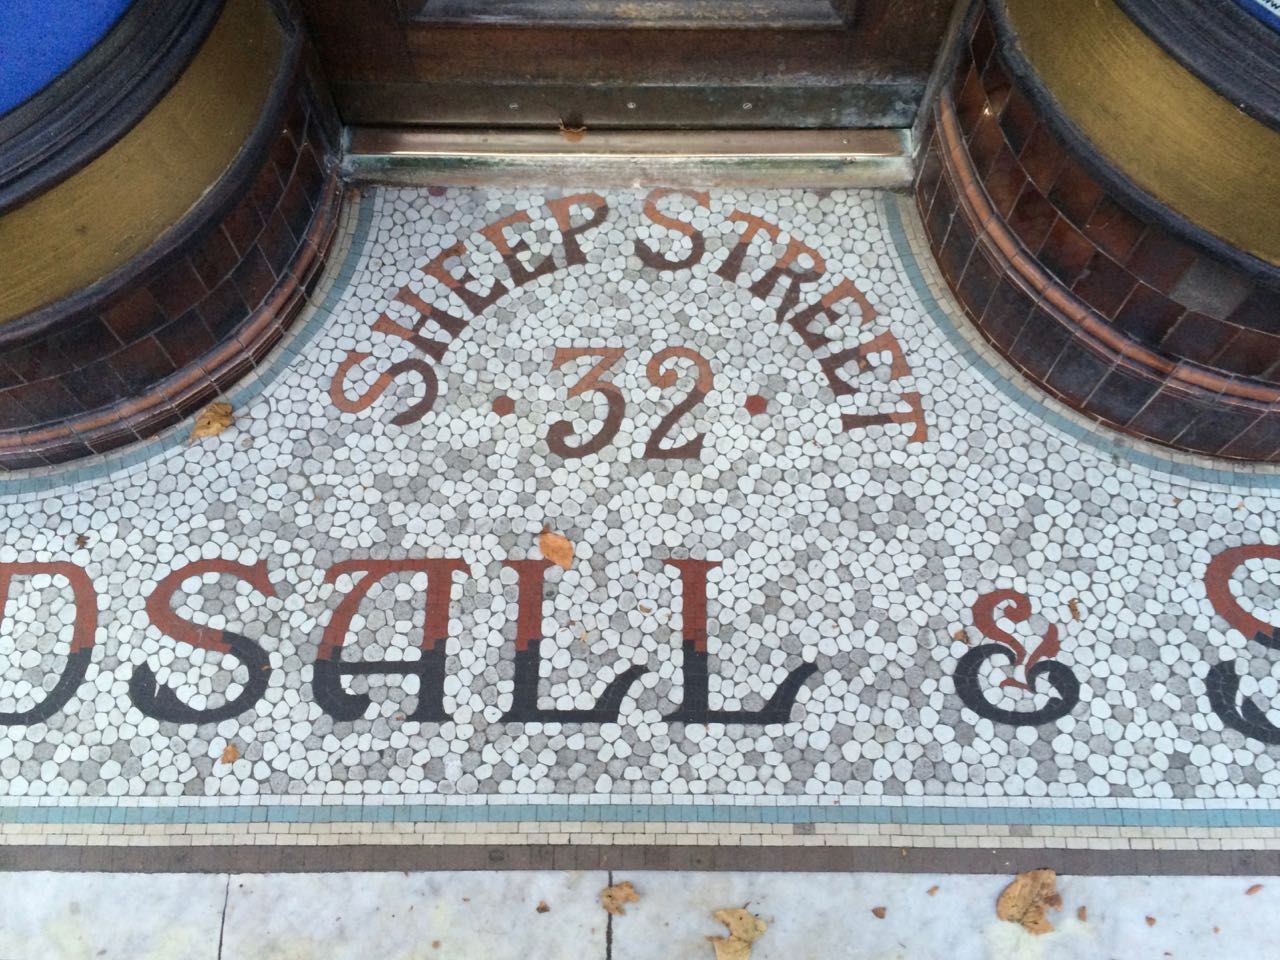 SHEEP STREET
· 32 ·
DSALL & S